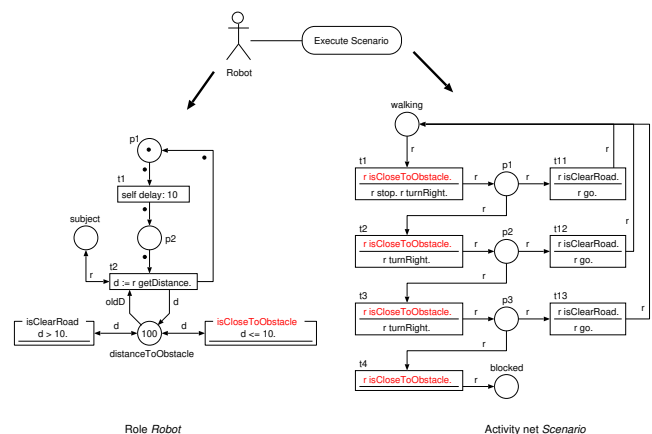 Execute Scenario
Robot
p1
t1
self delay: 10
subject
p2
t2
r
d := r getDistance.
oldD
d
isClearRoad
d > 10.
d
100
d
isCloseToObstacle
d <= 10.
distanceToObstacle
Role Robot
walking
r
t1
r isCloseToObstacle.
r stop. r turnRight.
r
p1
r
t11
r isClearRoad.
r go.
r
r
t2
r isCloseToObstacle.
r turnRight.
r
p2
r
t12
r isClearRoad.
r go.
r
r
t3
r isCloseToObstacle.
r turnRight.
r
p3
r
t13
r isClearRoad.
r go.
r
r
t4
r isCloseToObstacle.
r
blocked
Activity net Scenario